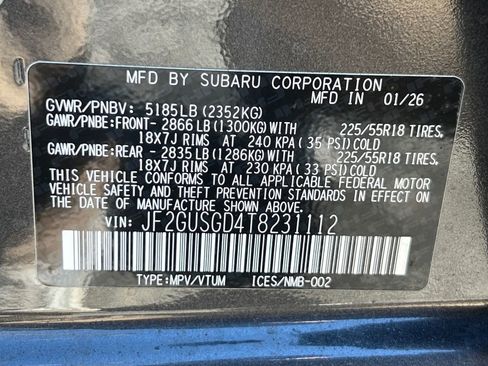 MFD BY SUBARU CORPORATION
MFD IN 01/26
GVWR/PNBV: 5185LB (2352KG)
GAWR/PNBE:FRONT- 2866 LB (1300KG)WITH 225/55R18 TIRES,
18X7J RIMS AT 240 KPA (35 PSI)COLD
GAWR/PNBE:REAR - 2835 LB (1286KG)WITH 225/55R18 TIRES,
18X7J RIMS AT 230 KPA (33 PSI)COLD
THIS VEHICLE CONFORMS TO ALL APPLICABLE FEDERAL MOTOR
VEHICLE SAFETY AND THEFT PREVENTION STANDARDS IN EFFECT ON
THE DATE OF MANUFACTURE SHOWN ABOVE.
VIN: JF2GUSGD4T8231112
TYPE:MPV/VTUM ICES/NMB-002